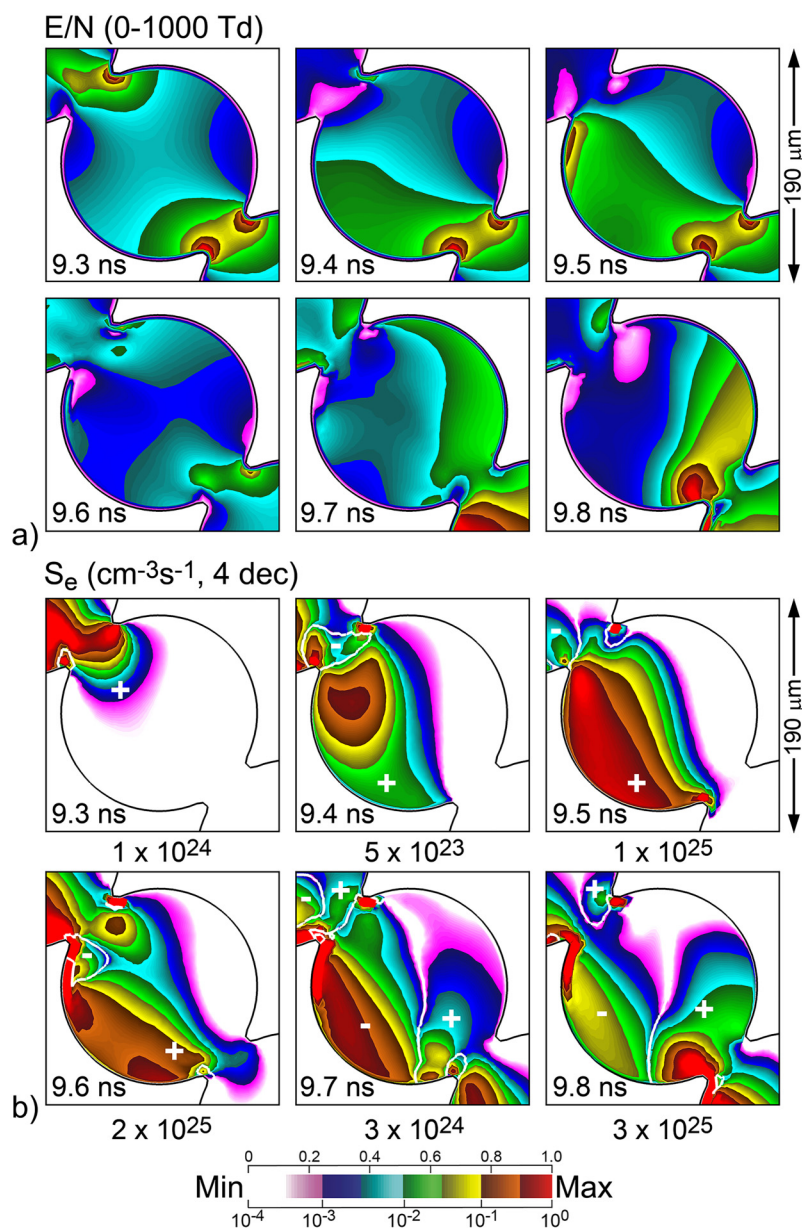 E/N (0-1000 Td)
9.3 ns
9.4 ns
9.5 ns
190 µm
9.6 ns
9.7 ns
9.8 ns
a)
Sₑ (cm⁻³s⁻¹, 4 dec)
+
9.3 ns
1 x 10²⁴
-
+
9.4 ns
5 x 10²³
-
+
9.5 ns
1 x 10²⁵
190 µm
-
+
9.6 ns
2 x 10²⁵
-
+
-
+
9.7 ns
3 x 10²⁴
+
-
+
9.8 ns
3 x 10²⁵
b)
0 0.2 0.4 0.6 0.8 1.0
Min Max
10⁻⁴ 10⁻³ 10⁻² 10⁻¹ 10⁰